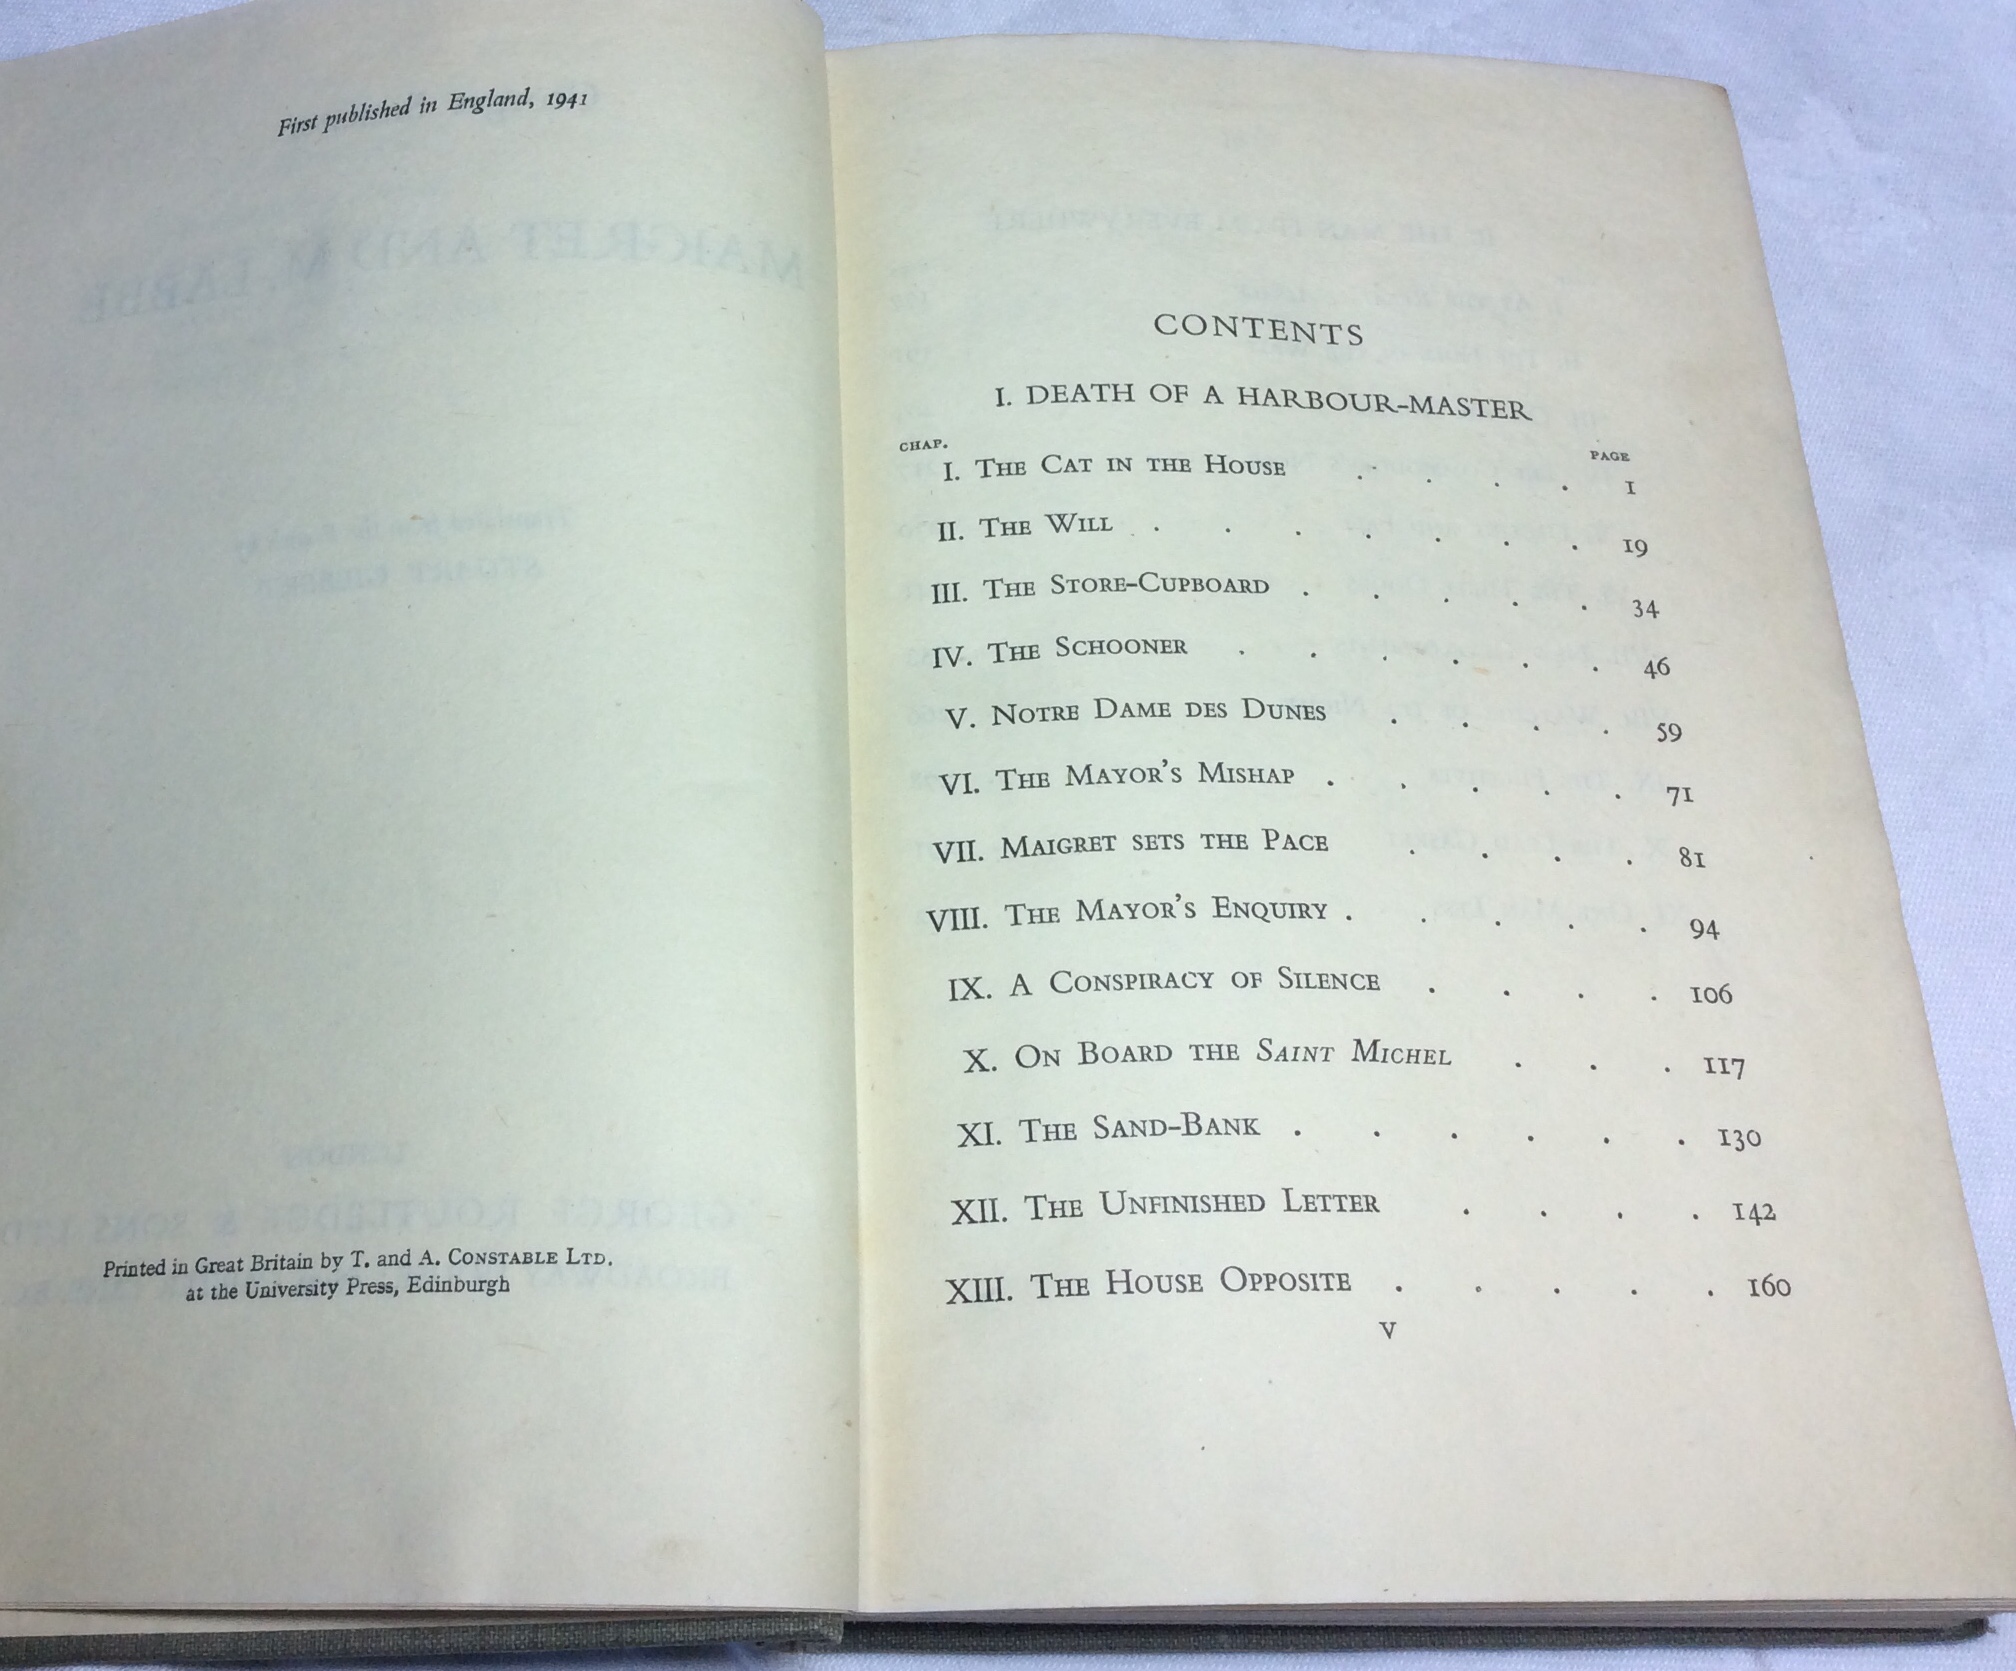 First published in England, 1941
Printed in Great Britain by T. and A. Constable Ltd.
at the University Press, Edinburgh
CONTENTS
I. DEATH OF A HARBOUR-MASTER
CHAP. PAGE
I. The Cat in the House . . . . 1
II. The Will . . . . . . . 19
III. The Store-Cupboard . . . . . 34
IV. The Schooner . . . . . . 46
V. Notre Dame des Dunes . . . . 59
VI. The Mayor's Mishap . . . . . 71
VII. Maigret sets the Pace . . . . 81
VIII. The Mayor's Enquiry . . . . . 94
IX. A Conspiracy of Silence . . . . 106
X. On Board the Saint Michel . . . 117
XI. The Sand-Bank . . . . . . 130
XII. The Unfinished Letter . . . . 142
XIII. The House Opposite . . . . . 160
v